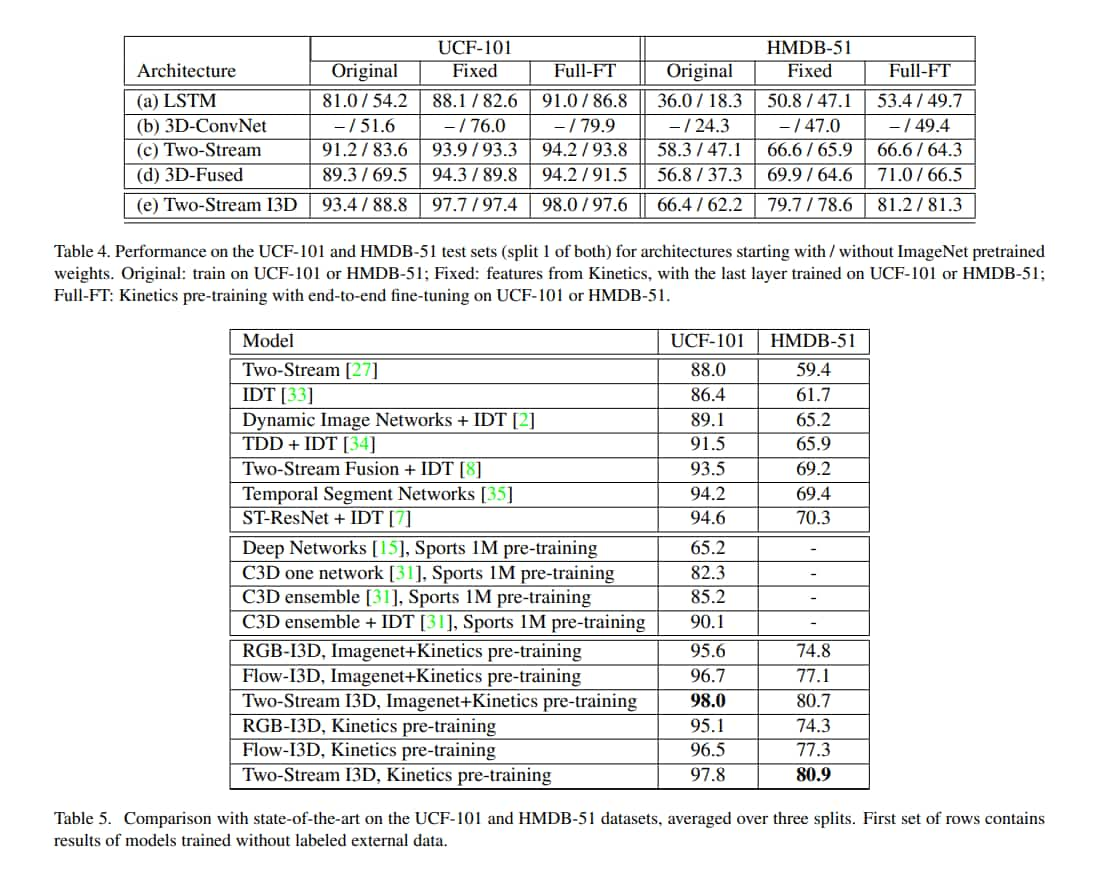 UCF-101 HMDB-51
Architecture Original Fixed Full-FT Original Fixed Full-FT
(a) LSTM 81.0 / 54.2 88.1 / 82.6 91.0 / 86.8 36.0 / 18.3 50.8 / 47.1 53.4 / 49.7
(b) 3D-ConvNet – / 51.6 – / 76.0 – / 79.9 – / 24.3 – / 47.0 – / 49.4
(c) Two-Stream 91.2 / 83.6 93.9 / 93.3 94.2 / 93.8 58.3 / 47.1 66.6 / 65.9 66.6 / 64.3
(d) 3D-Fused 89.3 / 69.5 94.3 / 89.8 94.2 / 91.5 56.8 / 37.3 69.9 / 64.6 71.0 / 66.5
(e) Two-Stream I3D 93.4 / 88.8 97.7 / 97.4 98.0 / 97.6 66.4 / 62.2 79.7 / 78.6 81.2 / 81.3
Table 4. Performance on the UCF-101 and HMDB-51 test sets (split 1 of both) for architectures starting with / without ImageNet pretrained
weights. Original: train on UCF-101 or HMDB-51; Fixed: features from Kinetics, with the last layer trained on UCF-101 or HMDB-51;
Full-FT: Kinetics pre-training with end-to-end fine-tuning on UCF-101 or HMDB-51.
Model UCF-101 HMDB-51
Two-Stream [27] 88.0 59.4
IDT [33] 86.4 61.7
Dynamic Image Networks + IDT [2] 89.1 65.2
TDD + IDT [34] 91.5 65.9
Two-Stream Fusion + IDT [8] 93.5 69.2
Temporal Segment Networks [35] 94.2 69.4
ST-ResNet + IDT [7] 94.6 70.3
Deep Networks [15], Sports 1M pre-training 65.2 -
C3D one network [31], Sports 1M pre-training 82.3 -
C3D ensemble [31], Sports 1M pre-training 85.2 -
C3D ensemble + IDT [31], Sports 1M pre-training 90.1 -
RGB-I3D, Imagenet+Kinetics pre-training 95.6 74.8
Flow-I3D, Imagenet+Kinetics pre-training 96.7 77.1
Two-Stream I3D, Imagenet+Kinetics pre-training 98.0 80.7
RGB-I3D, Kinetics pre-training 95.1 74.3
Flow-I3D, Kinetics pre-training 96.5 77.3
Two-Stream I3D, Kinetics pre-training 97.8 80.9
Table 5. Comparison with state-of-the-art on the UCF-101 and HMDB-51 datasets, averaged over three splits. First set of rows contains
results of models trained without labeled external data.